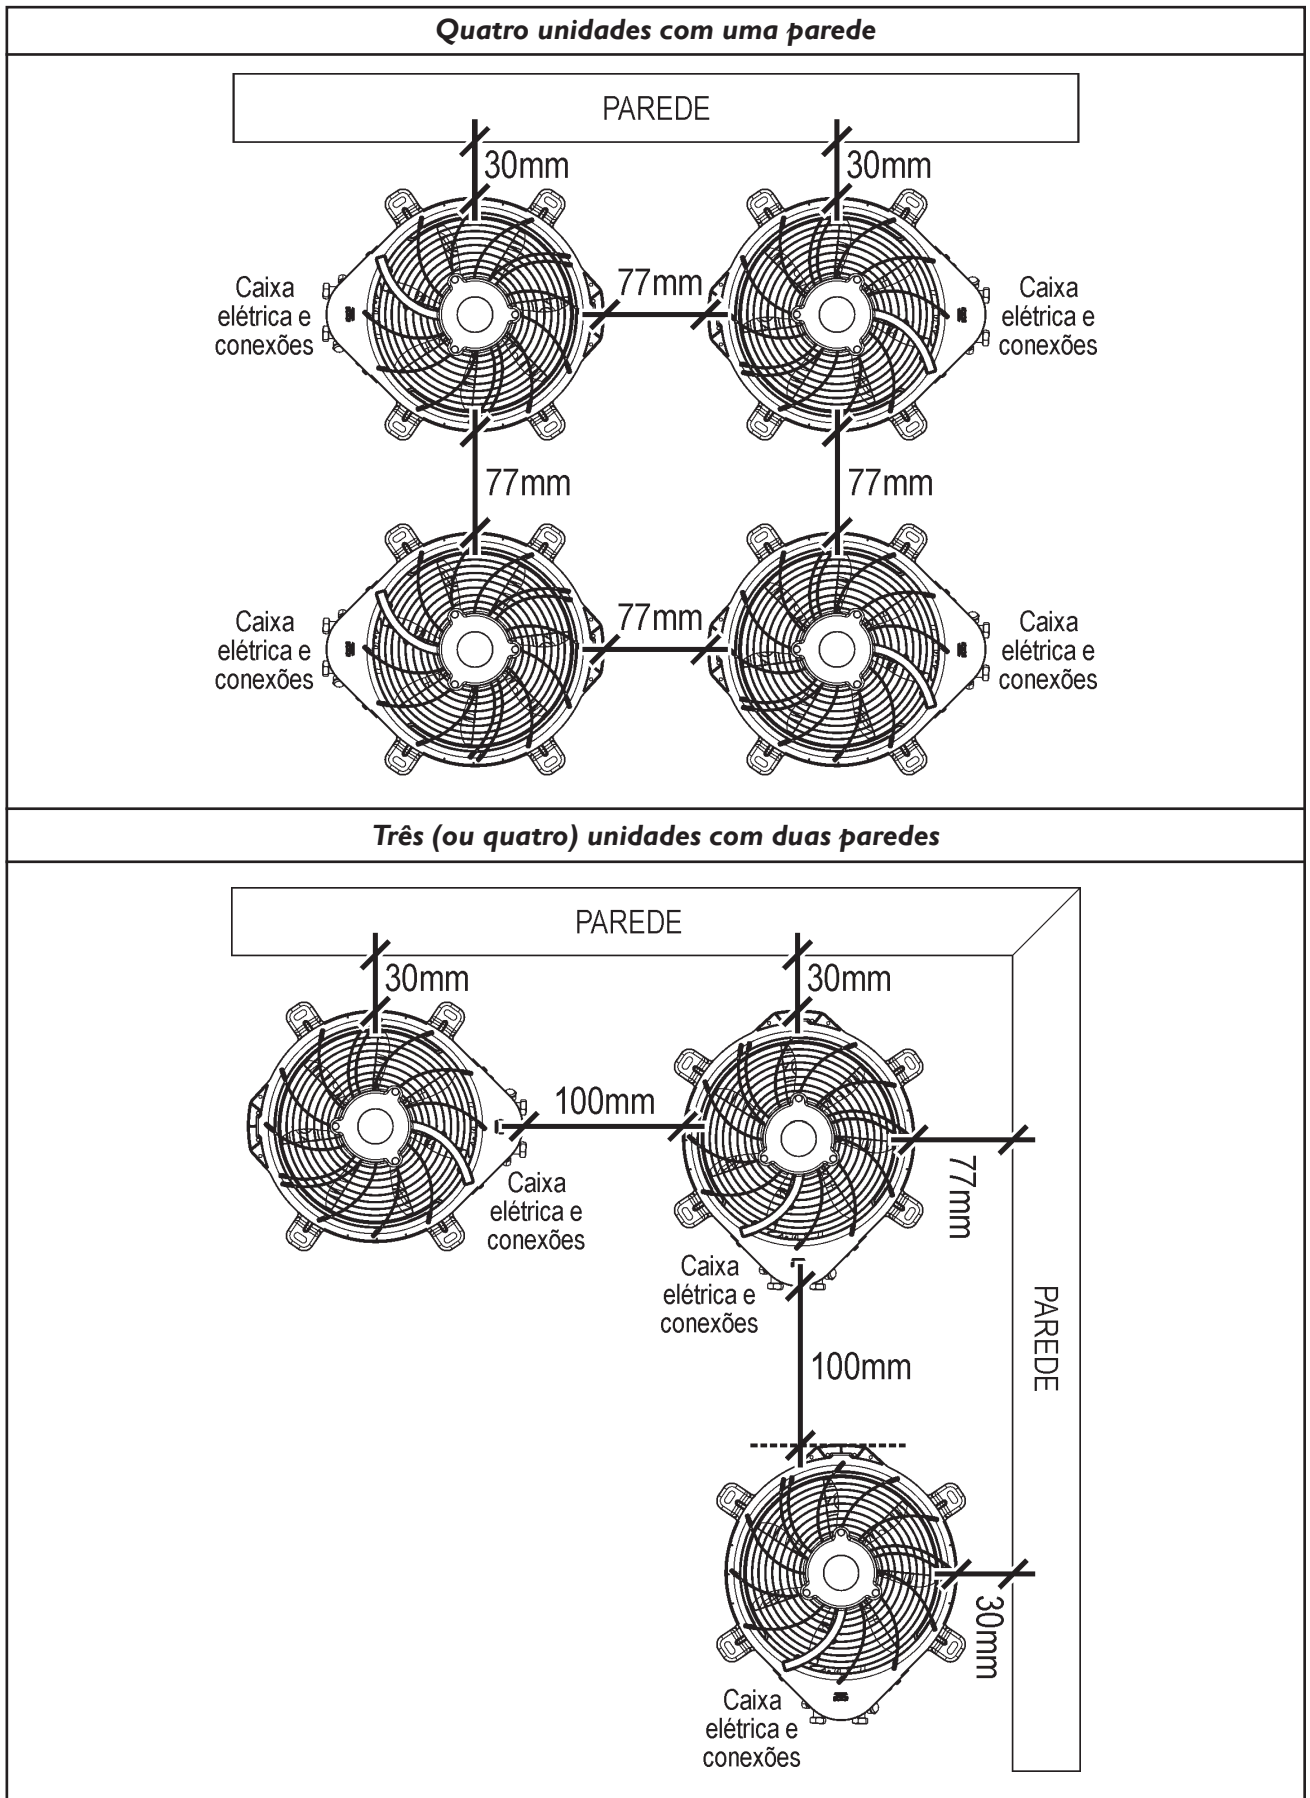 Quatro unidades com uma parede
PAREDE
30mm
30mm
Caixa
elétrica e
conexões
77mm
Caixa
elétrica e
conexões
77mm
77mm
Caixa
elétrica e
conexões
77mm
Caixa
elétrica e
conexões
Três (ou quatro) unidades com duas paredes
PAREDE
30mm
30mm
100mm
77mm
Caixa
elétrica e
conexões
Caixa
elétrica e
conexões
PAREDE
100mm
30mm
Caixa
elétrica e
conexões